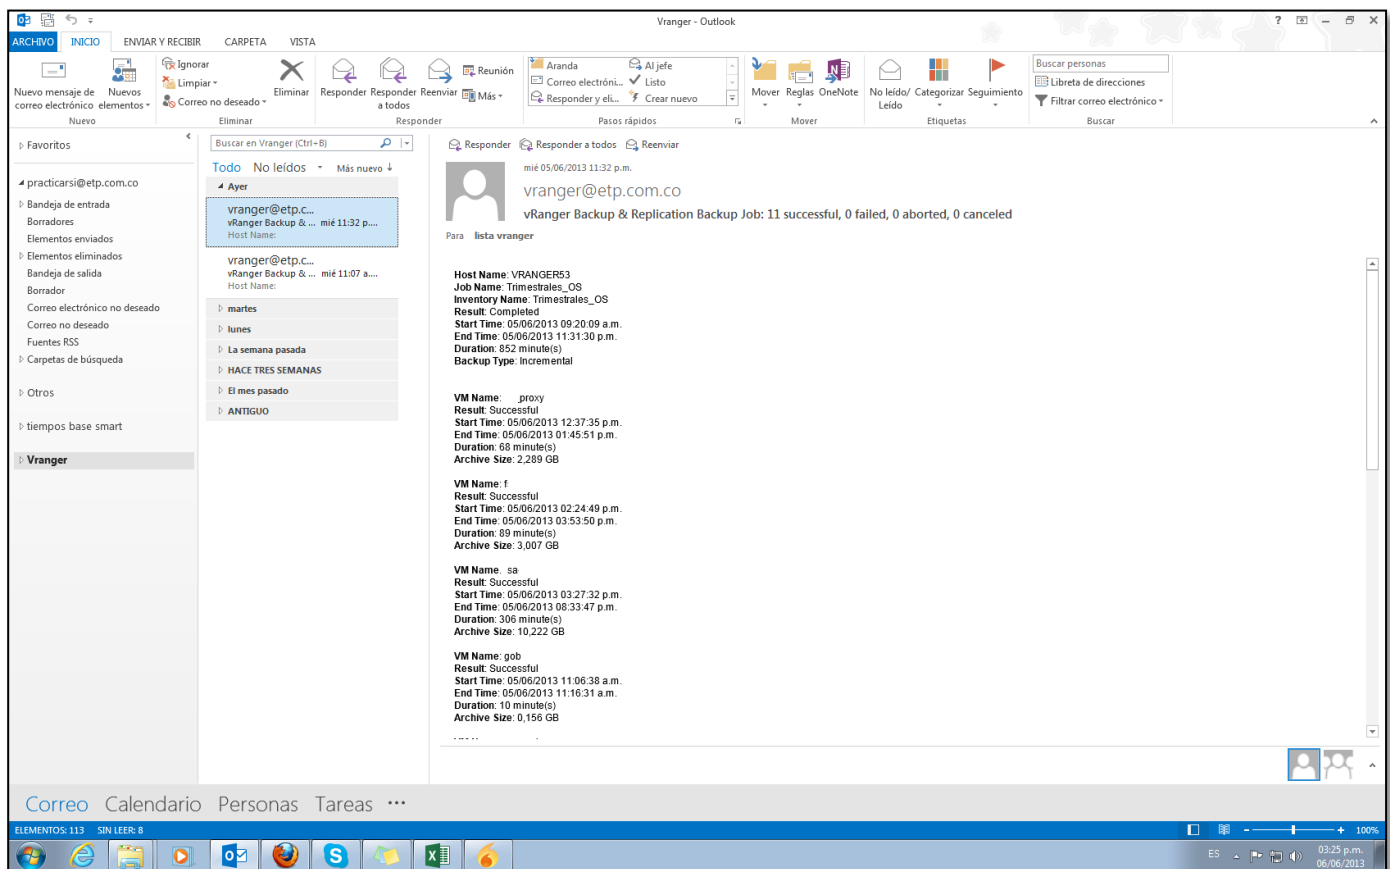 Vranger - Outlook
ARCHIVO INICIO ENVIAR Y RECIBIR CARPETA VISTA
Nuevo mensaje de correo electrónico
Nuevos elementos
Nuevo
Ignorar
Limpiar
Correo no deseado
Eliminar
Eliminar
Responder
Responder a todos
Reenviar
Reunión
Más
Responder
Aranda
Correo electróni...
Responder y eli...
Al jefe
Listo
Crear nuevo
Pasos rápidos
Mover
Reglas
OneNote
Mover
No leído/ Leído
Categorizar
Seguimiento
Etiquetas
Buscar personas
Libreta de direcciones
Filtrar correo electrónico
Buscar
Favoritos
practicarsi@etp.com.co
Bandeja de entrada
Borradores
Elementos enviados
Elementos eliminados
Bandeja de salida
Borrador
Correo electrónico no deseado
Correo no deseado
Fuentes RSS
Carpetas de búsqueda
Otros
tiempos base smart
Vranger
Buscar en Vranger (Ctrl+B)
Todo No leídos Más nuevo
Ayer
vranger@etp.c...
vRanger Backup & ... mié 11:32 p....
Host Name:
vranger@etp.c...
vRanger Backup & ... mié 11:07 a....
Host Name:
martes
lunes
La semana pasada
HACE TRES SEMANAS
El mes pasado
ANTIGUO
Responder Responder a todos Reenviar
mié 05/06/2013 11:32 p.m.
vranger@etp.com.co
vRanger Backup & Replication Backup Job: 11 successful, 0 failed, 0 aborted, 0 canceled
Para lista vranger
Host Name: VRANGER53
Job Name: Trimestrales_OS
Inventory Name: Trimestrales_OS
Result: Completed
Start Time: 05/06/2013 09:20:09 a.m.
End Time: 05/06/2013 11:31:30 p.m.
Duration: 852 minute(s)
Backup Type: Incremental
VM Name: _proxy
Result: Successful
Start Time: 05/06/2013 12:37:35 p.m.
End Time: 05/06/2013 01:45:51 p.m.
Duration: 68 minute(s)
Archive Size: 2,289 GB
VM Name: f
Result: Successful
Start Time: 05/06/2013 02:24:49 p.m.
End Time: 05/06/2013 03:53:50 p.m.
Duration: 89 minute(s)
Archive Size: 3,007 GB
VM Name. sa
Result: Successful
Start Time: 05/06/2013 03:27:32 p.m.
End Time: 05/06/2013 08:33:47 p.m.
Duration: 306 minute(s)
Archive Size: 10,222 GB
VM Name: gob
Result: Successful
Start Time: 05/06/2013 11:06:38 a.m.
End Time: 05/06/2013 11:16:31 a.m.
Duration: 10 minute(s)
Archive Size: 0,156 GB
Correo Calendario Personas Tareas ...
ELEMENTOS: 113 SIN LEER: 8
100%
ES
03:25 p.m.
06/06/2013